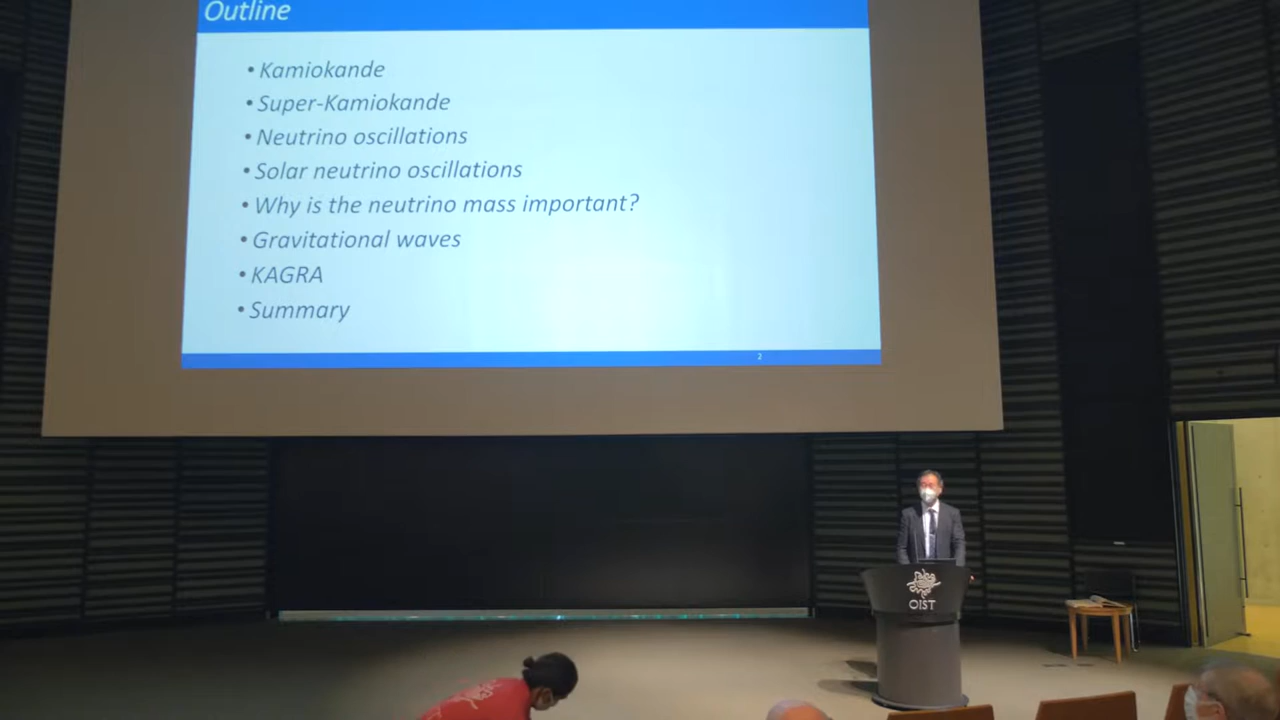 Outline
• Kamiokande
• Super-Kamiokande
• Neutrino oscillations
• Solar neutrino oscillations
• Why is the neutrino mass important?
• Gravitational waves
• KAGRA
• Summary
2
OIST